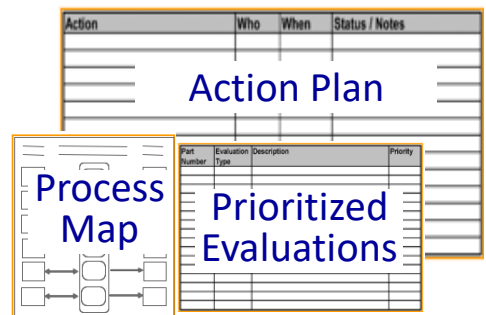 Action Who When Status / Notes
Action Plan
Process
Map
Part Number Evaluation Type Description Priority
Prioritized
Evaluations